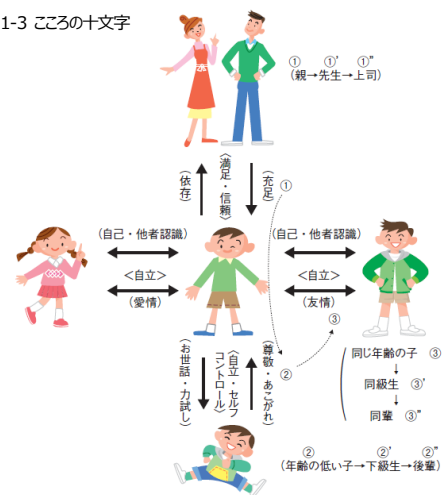 1-3 こころの十文字
① ①' ①"
（親→先生→上司）
（依存）
〈満足・信頼〉
（充足）
①
（自己・他者認識）
<自立>
（愛情）
（自己・他者認識）
<自立>
（友情）
③
（お世話・力試し）
〈自立・セルフコントロール〉
（尊敬・あこがれ）
②
同じ年齢の子 ③
↓
同級生 ③'
↓
同輩 ③"
② ②' ②"
（年齢の低い子→下級生→後輩）